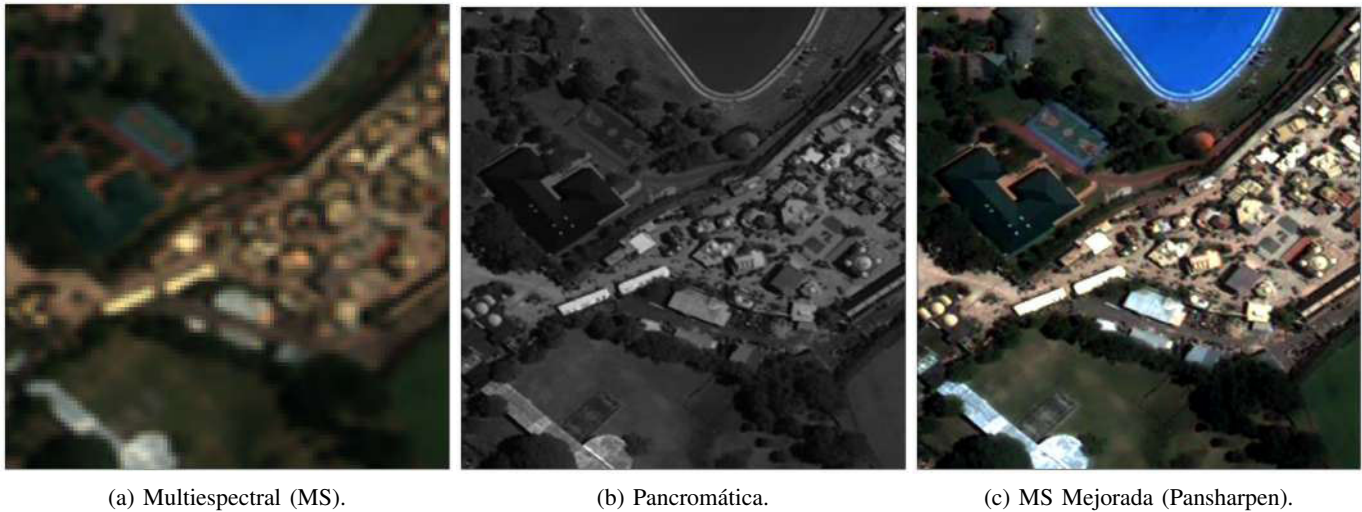 (a) Multiespectral (MS).
(b) Pancromática.
(c) MS Mejorada (Pansharpen).